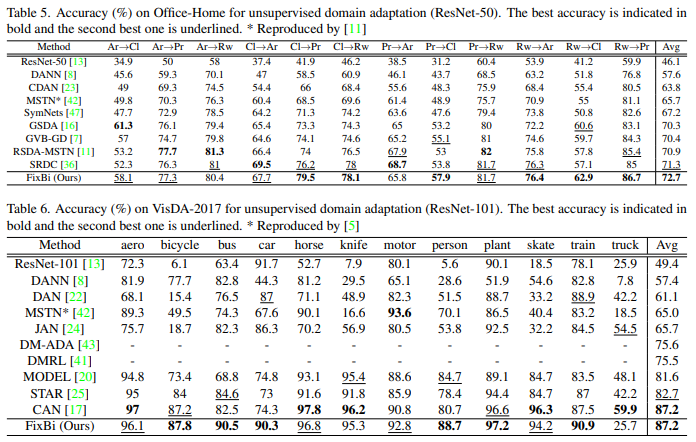 Table 5. Accuracy (%) on Office-Home for unsupervised domain adaptation (ResNet-50). The best accuracy is indicated in
bold and the second best one is underlined. * Reproduced by [11]
Method Ar→Cl Ar→Pr Ar→Rw Cl→Ar Cl→Pr Cl→Rw Pr→Ar Pr→Cl Pr→Rw Rw→Ar Rw→Cl Rw→Pr Avg
ResNet-50 [13] 34.9 50 58 37.4 41.9 46.2 38.5 31.2 60.4 53.9 41.2 59.9 46.1
DANN [8] 45.6 59.3 70.1 47 58.5 60.9 46.1 43.7 68.5 63.2 51.8 76.8 57.6
CDAN [23] 49 69.3 74.5 54.4 66 68.4 55.6 48.3 75.9 68.4 55.4 80.5 63.8
MSTN* [42] 49.8 70.3 76.3 60.4 68.5 69.6 61.4 48.9 75.7 70.9 55 81.1 65.7
SymNets [47] 47.7 72.9 78.5 64.2 71.3 74.2 63.6 47.6 79.4 73.8 50.8 82.6 67.2
GSDA [16] 61.3 76.1 79.4 65.4 73.3 74.3 65 53.2 80 72.2 60.6 83.1 70.3
GVB-GD [7] 57 74.7 79.8 64.6 74.1 74.6 65.2 55.1 81 74.6 59.7 84.3 70.4
RSDA-MSTN [11] 53.2 77.7 81.3 66.4 74 76.5 67.9 53 82 75.8 57.8 85.4 70.9
SRDC [36] 52.3 76.3 81 69.5 76.2 78 68.7 53.8 81.7 76.3 57.1 85 71.3
FixBi (Ours) 58.1 77.3 80.4 67.7 79.5 78.1 65.8 57.9 81.7 76.4 62.9 86.7 72.7
Table 6. Accuracy (%) on VisDA-2017 for unsupervised domain adaptation (ResNet-101). The best accuracy is indicated in
bold and the second best one is underlined. * Reproduced by [5]
Method aero bicycle bus car horse knife motor person plant skate train truck Avg
ResNet-101 [13] 72.3 6.1 63.4 91.7 52.7 7.9 80.1 5.6 90.1 18.5 78.1 25.9 49.4
DANN [8] 81.9 77.7 82.8 44.3 81.2 29.5 65.1 28.6 51.9 54.6 82.8 7.8 57.4
DAN [22] 68.1 15.4 76.5 87 71.1 48.9 82.3 51.5 88.7 33.2 88.9 42.2 61.1
MSTN* [42] 89.3 49.5 74.3 67.6 90.1 16.6 93.6 70.1 86.5 40.4 83.2 18.5 65.0
JAN [24] 75.7 18.7 82.3 86.3 70.2 56.9 80.5 53.8 92.5 32.2 84.5 54.5 65.7
DM-ADA [43] - - - - - - - - - - - - 75.6
DMRL [41] - - - - - - - - - - - - 75.5
MODEL [20] 94.8 73.4 68.8 74.8 93.1 95.4 88.6 84.7 89.1 84.7 83.5 48.1 81.6
STAR [25] 95 84 84.6 73 91.6 91.8 85.9 78.4 94.4 84.7 87 42.2 82.7
CAN [17] 97 87.2 82.5 74.3 97.8 96.2 90.8 80.7 96.6 96.3 87.5 59.9 87.2
FixBi (Ours) 96.1 87.8 90.5 90.3 96.8 95.3 92.8 88.7 97.2 94.2 90.9 25.7 87.2